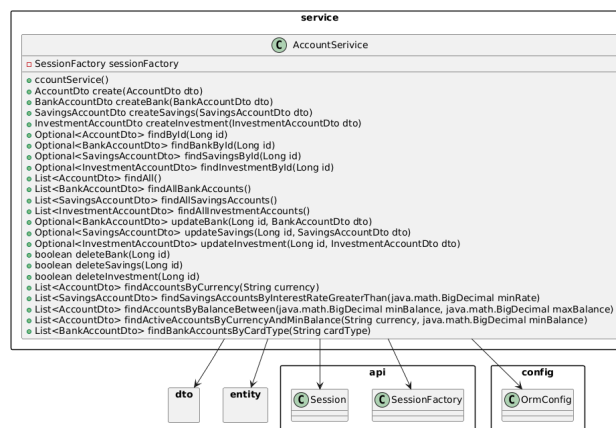 service
C AccountSerivice
SessionFactory sessionFactory
ccountService()
AccountDto create(AccountDto dto)
BankAccountDto createBank(BankAccountDto dto)
SavingsAccountDto createSavings(SavingsAccountDto dto)
InvestmentAccountDto createInvestment(InvestmentAccountDto dto)
Optional<AccountDto> findById(Long id)
Optional<BankAccountDto> findBankById(Long id)
Optional<SavingsAccountDto> findSavingsById(Long id)
Optional<InvestmentAccountDto> findInvestmentById(Long id)
List<AccountDto> findAll()
List<BankAccountDto> findAllBankAccounts()
List<SavingsAccountDto> findAllSavingsAccounts()
List<InvestmentAccountDto> findAllInvestmentAccounts()
Optional<BankAccountDto> updateBank(Long id, BankAccountDto dto)
Optional<SavingsAccountDto> updateSavings(Long id, SavingsAccountDto dto)
Optional<InvestmentAccountDto> updateInvestment(Long id, InvestmentAccountDto dto)
boolean deleteBank(Long id)
boolean deleteSavings(Long id)
boolean deleteInvestment(Long id)
List<AccountDto> findAccountsByCurrency(String currency)
List<SavingsAccountDto> findSavingsAccountsByInterestRateGreaterThan(java.math.BigDecimal minRate)
List<AccountDto> findAccountsByBalanceBetween(java.math.BigDecimal minBalance, java.math.BigDecimal maxBalance)
List<AccountDto> findActiveAccountsByCurrencyAndMinBalance(String currency, java.math.BigDecimal minBalance)
List<BankAccountDto> findBankAccountsByCardType(String cardType)
dto
entity
api
C Session
C SessionFactory
config
C OrmConfig